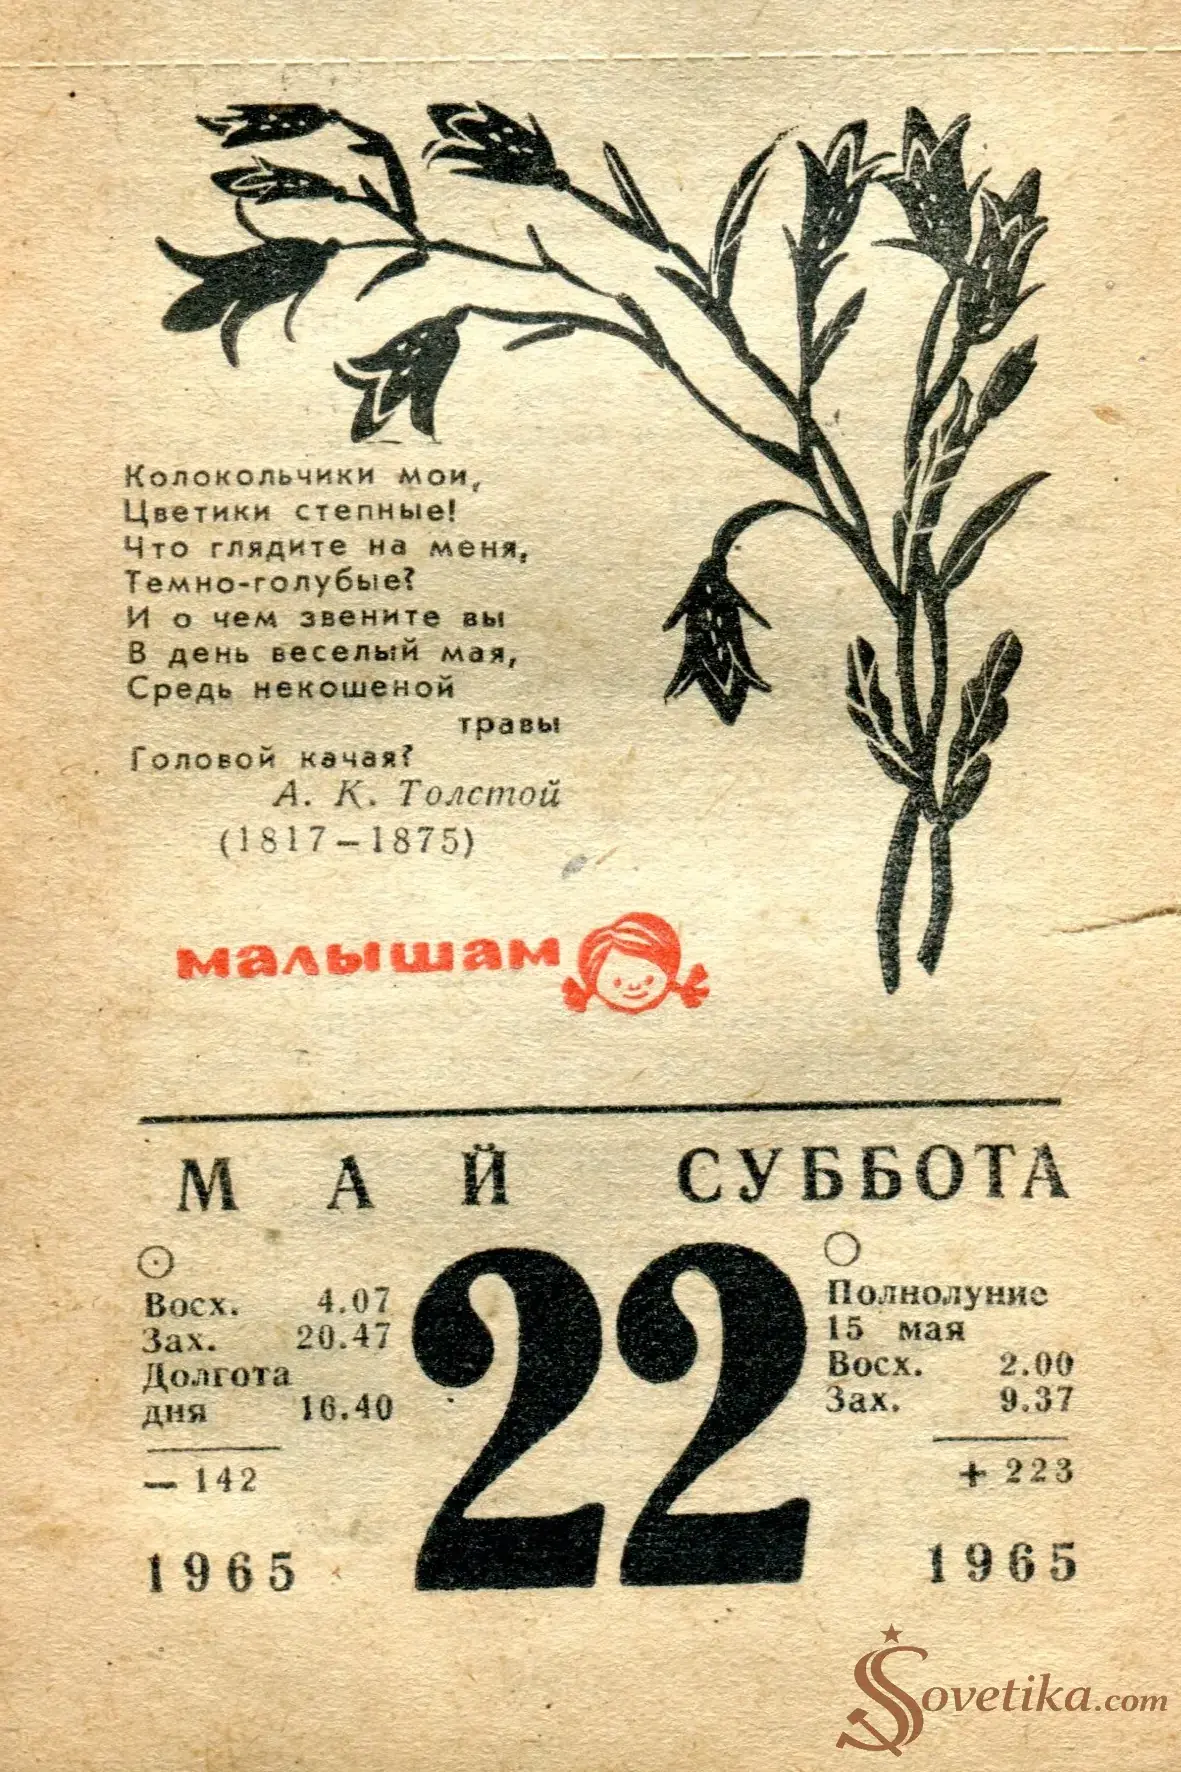 Колокольчики мои,
Цветики степные!
Что глядите на меня,
Темно-голубые?
И о чем звените вы
В день веселый мая,
Средь некошеной
травы
Головой качая?
А. К. Толстой
(1817–1875)
малышам
МАЙ СУББОТА
22
Восх. 4.07
Зах. 20.47
Долгота
дня 16.40
— 142
1965
Полнолуние
15 мая
Восх. 2.00
Зах. 9.37
+ 223
1965
Sovetika.com